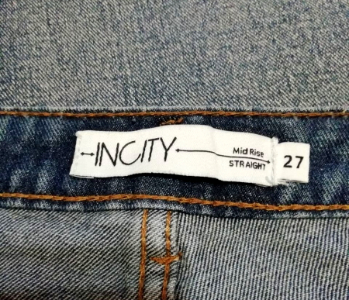 INCITY
Mid Rise
STRAIGHT
27